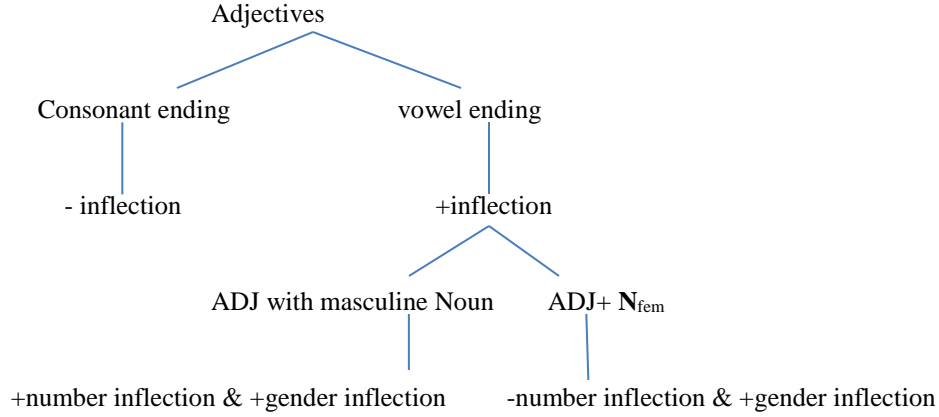 Adjectives
Consonant ending vowel ending
- inflection +inflection
ADJ with masculine Noun ADJ+ Nfem
+number inflection & +gender inflection -number inflection & +gender inflection